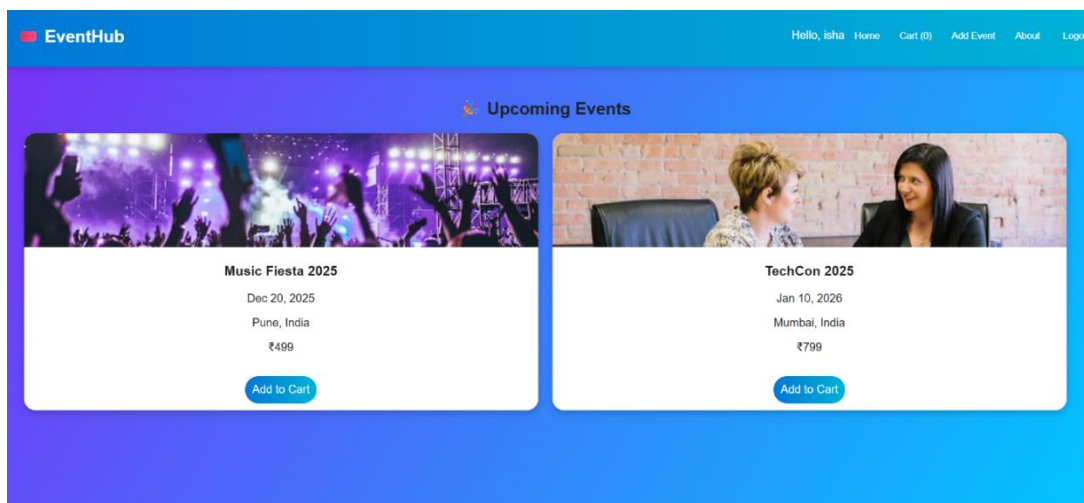 🎟️ EventHub
Hello, isha Home Cart (0) Add Event About Logo
🎉 Upcoming Events
Music Fiesta 2025
Dec 20, 2025
Pune, India
₹499
Add to Cart
TechCon 2025
Jan 10, 2026
Mumbai, India
₹799
Add to Cart